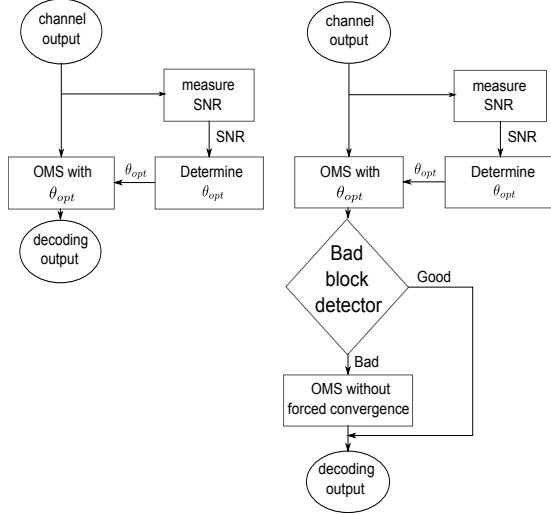 channel
output
measure
SNR
SNR
OMS with
θopt
θopt
Determine
θopt
decoding
output
channel
output
measure
SNR
SNR
OMS with
θopt
θopt
Determine
θopt
Bad
block
detector
Good
Bad
OMS without
forced convergence
decoding
output